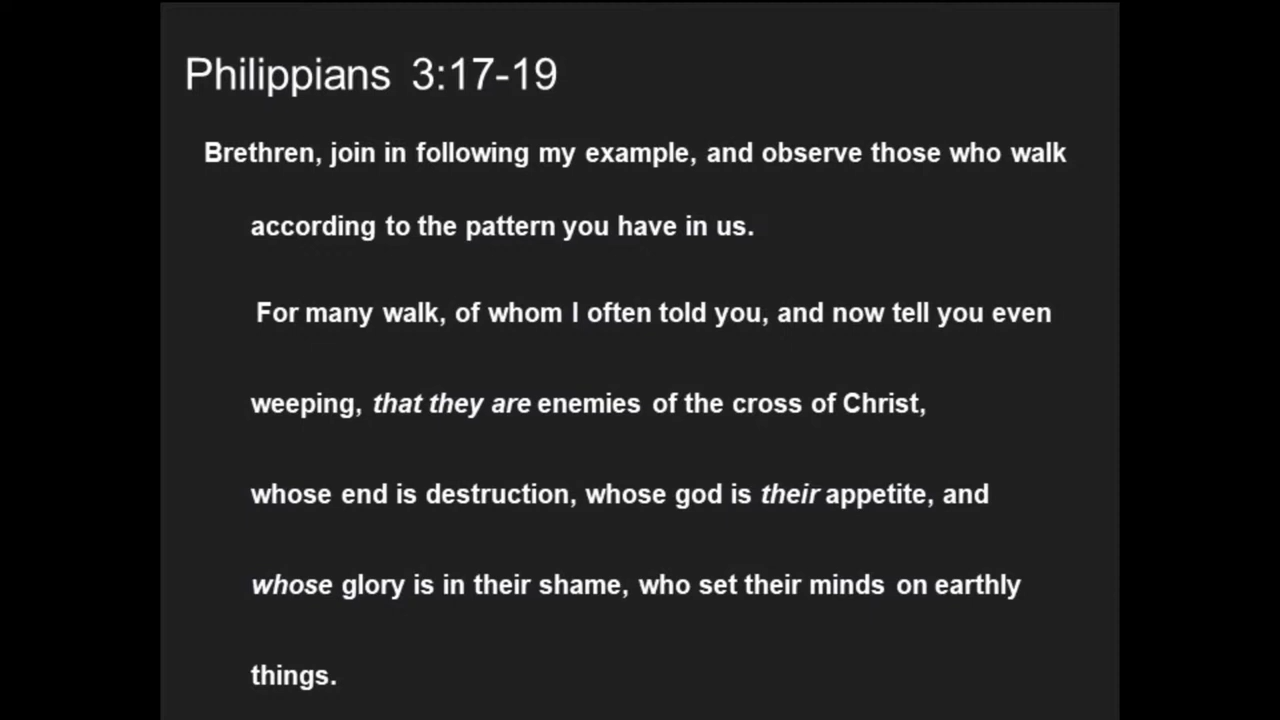 Philippians 3:17-19
Brethren, join in following my example, and observe those who walk
according to the pattern you have in us.
For many walk, of whom I often told you, and now tell you even
weeping, that they are enemies of the cross of Christ,
whose end is destruction, whose god is their appetite, and
whose glory is in their shame, who set their minds on earthly
things.